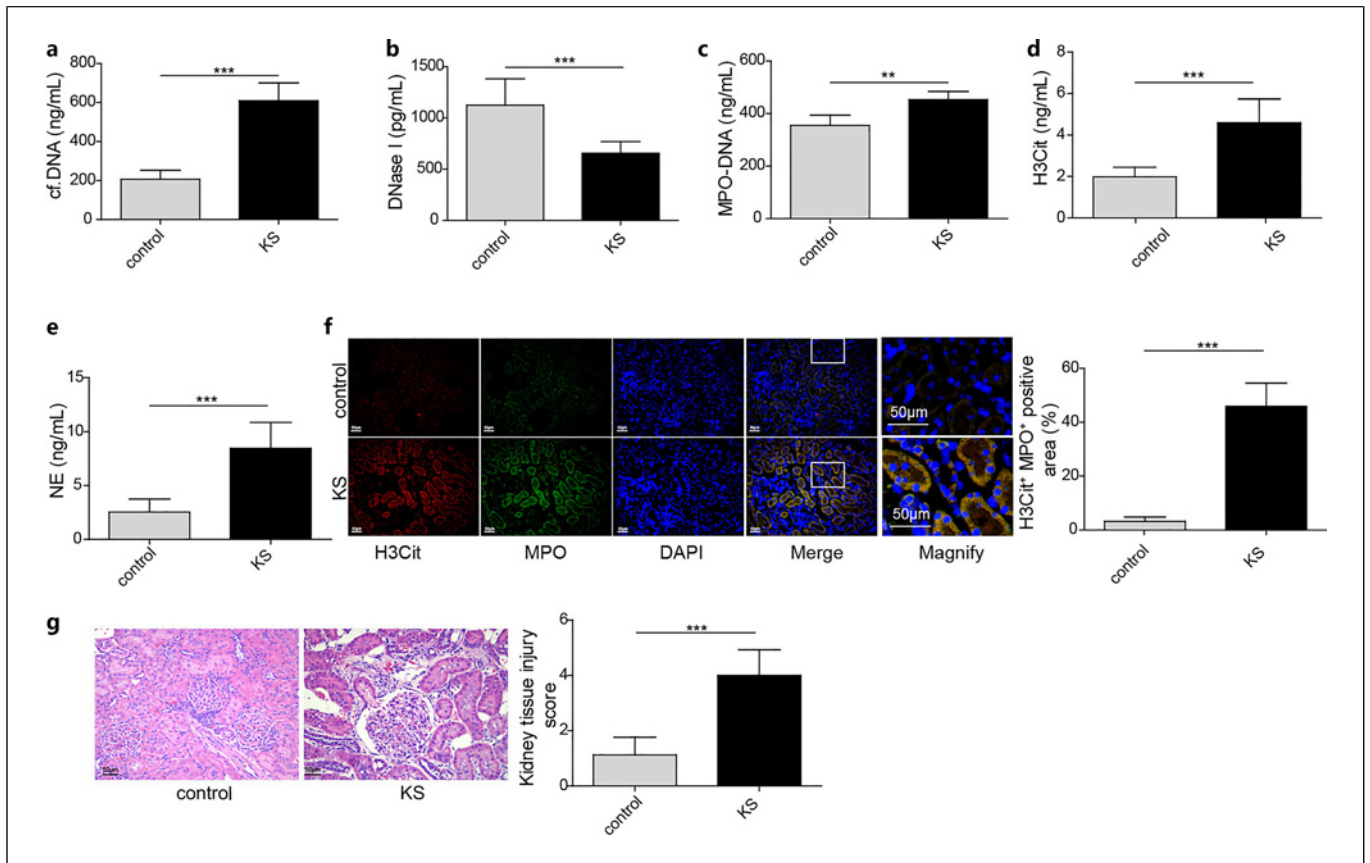 a
cf.DNA (ng/mL)
800
600
400
200
0
***
control
KS
b
DNase I (pg/mL)
1500
1000
500
0
***
control
KS
c
MPO-DNA (ng/mL)
600
400
200
0
**
control
KS
d
H3Cit (ng/mL)
8
6
4
2
0
***
control
KS
e
NE (ng/mL)
15
10
5
0
***
control
KS
f
control
KS
50μm
50μm
H3Cit
MPO
DAPI
Merge
Magnify
H3Cit⁺ MPO⁺ positive
area (%)
60
40
20
0
***
control
KS
g
50μm
50μm
control
KS
Kidney tissue injury
score
6
4
2
0
***
control
KS